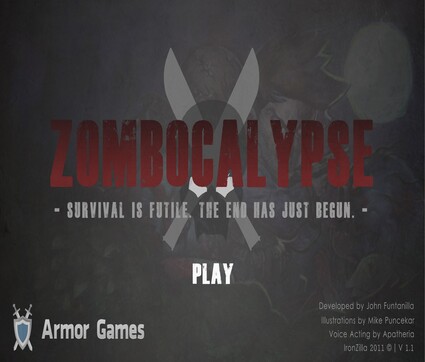 ZOMBOCALYPSE
- SURVIVAL IS FUTILE. THE END HAS JUST BEGUN. -
PLAY
Armor Games
Developed by John Funtanilla
Illustrations by Mike Puncekar
Voice Acting by Apatheria
IronZilla 2011 © | V 1.1